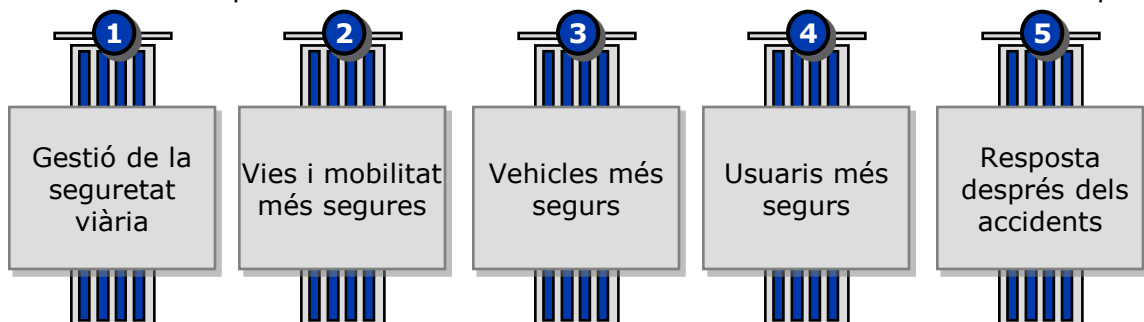 1
2
3
4
5
Gestió de la
seguretat
viària
Vies i mobilitat
més segures
Vehicles més
segurs
Usuaris més
segurs
Resposta
després dels
accidents